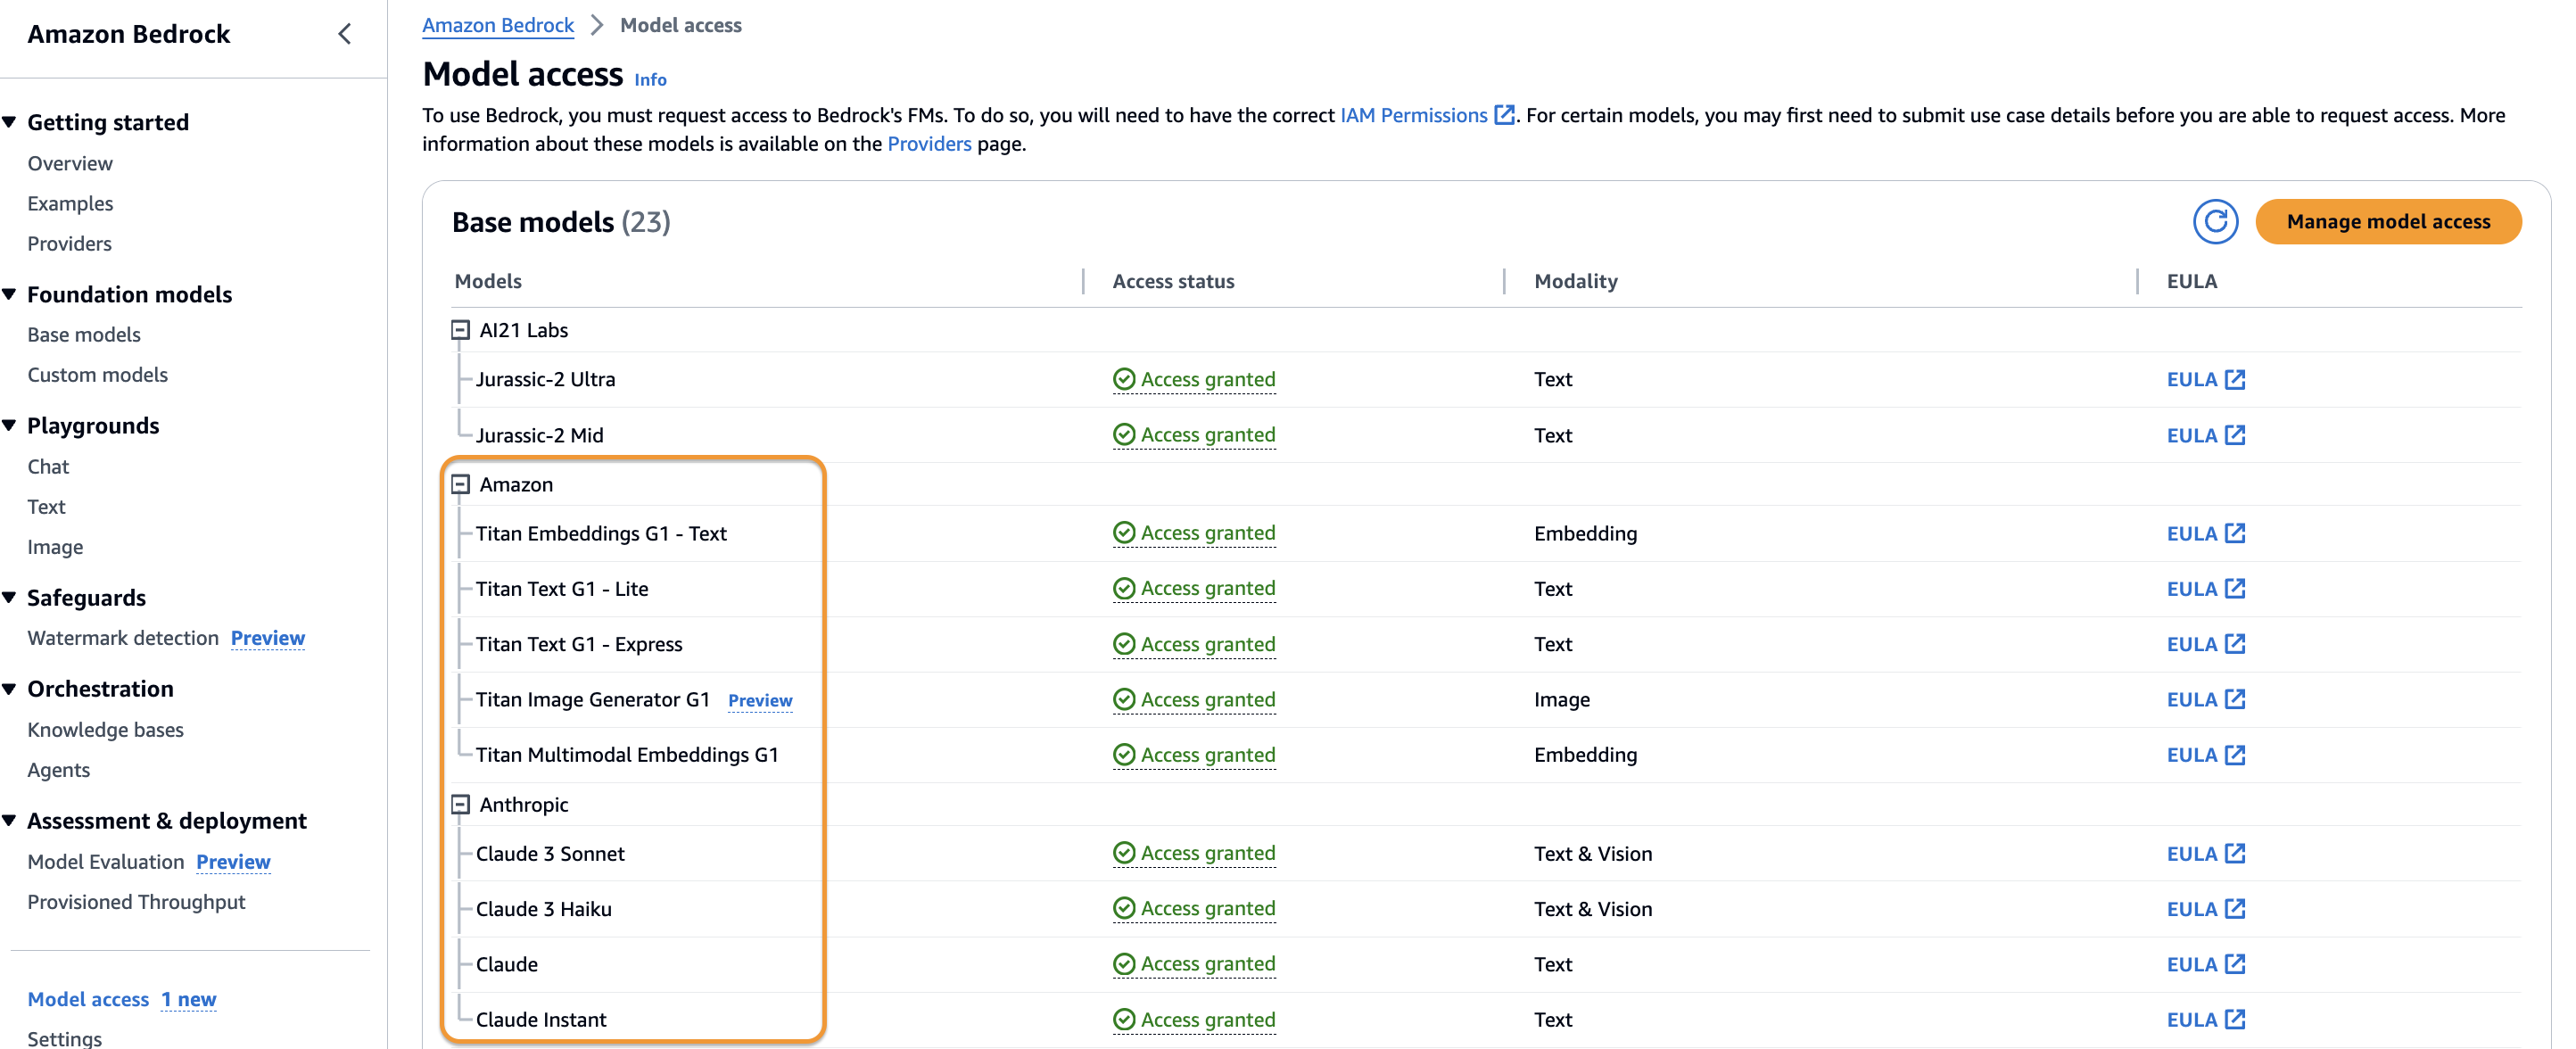 Amazon Bedrock
Getting started
Overview
Examples
Providers
Foundation models
Base models
Custom models
Playgrounds
Chat
Text
Image
Safeguards
Watermark detection Preview
Orchestration
Knowledge bases
Agents
Assessment & deployment
Model Evaluation Preview
Provisioned Throughput
Model access 1 new
Settings
Amazon Bedrock > Model access
Model access Info
To use Bedrock, you must request access to Bedrock's FMs. To do so, you will need to have the correct IAM Permissions. For certain models, you may first need to submit use case details before you are able to request access. More
information about these models is available on the Providers page.
Base models (23) Manage model access
Models Access status Modality EULA
AI21 Labs
Jurassic-2 Ultra Access granted Text EULA
Jurassic-2 Mid Access granted Text EULA
Amazon
Titan Embeddings G1 - Text Access granted Embedding EULA
Titan Text G1 - Lite Access granted Text EULA
Titan Text G1 - Express Access granted Text EULA
Titan Image Generator G1 Preview Access granted Image EULA
Titan Multimodal Embeddings G1 Access granted Embedding EULA
Anthropic
Claude 3 Sonnet Access granted Text & Vision EULA
Claude 3 Haiku Access granted Text & Vision EULA
Claude Access granted Text EULA
Claude Instant Access granted Text EULA